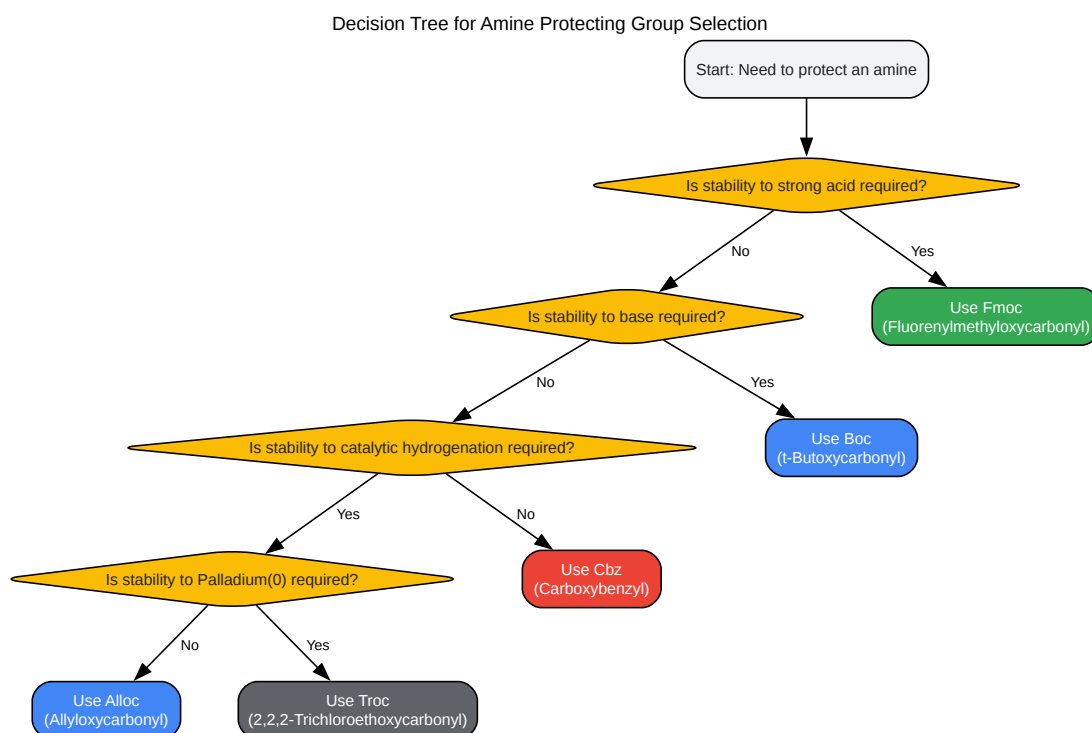 Decision Tree for Amine Protecting Group Selection
Start: Need to protect an amine
Is stability to strong acid required?
No
Yes
Is stability to base required?
Use Fmoc
(Fluorenylmethyloxycarbonyl)
No
Yes
Is stability to catalytic hydrogenation required?
Use Boc
(t-Butoxycarbonyl)
Yes
No
Is stability to Palladium(0) required?
Use Cbz
(Carboxybenzyl)
No
Yes
Use Alloc
(Allyloxycarbonyl)
Use Troc
(2,2,2-Trichloroethoxycarbonyl)